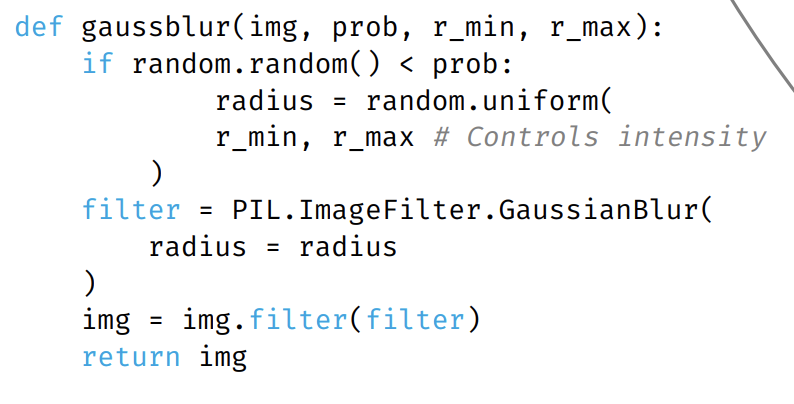 def gaussblur(img, prob, r_min, r_max):
    if random.random() < prob:
            radius = random.uniform(
            r_min, r_max # Controls intensity
        )
    filter = PIL.ImageFilter.GaussianBlur(
        radius = radius
    )
    img = img.filter(filter)
    return img